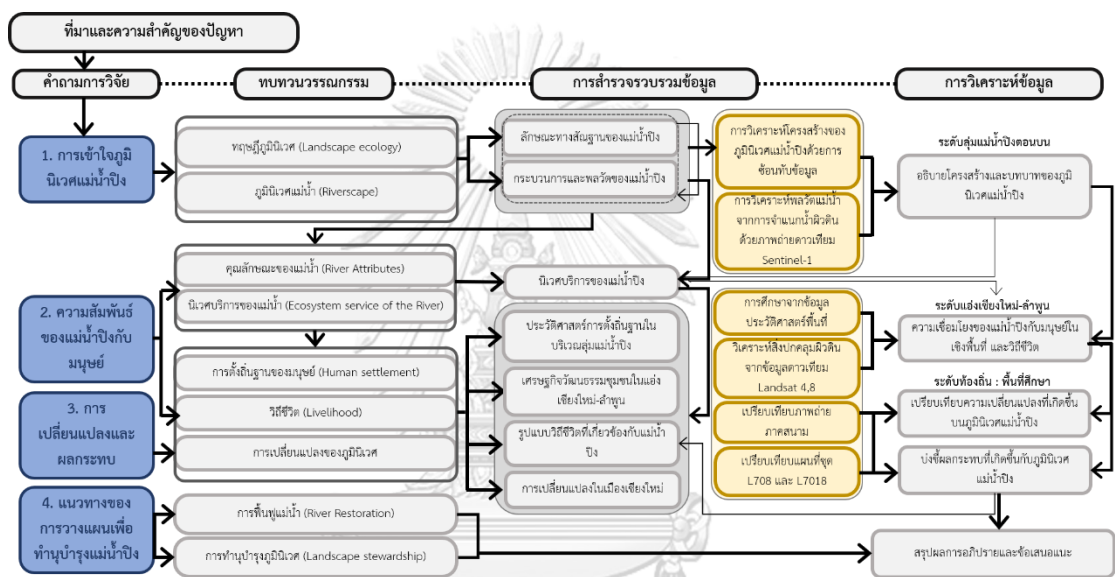 ที่มาและความสำคัญของปัญหา
คำถามการวิจัย
ทบทวนวรรณกรรม
การสำรวจรวบรวมข้อมูล
การวิเคราะห์ข้อมูล
1. การเข้าใจภูมิ
นิเวศแม่น้ำปิง
ทฤษฎีภูมินิเวศ (Landscape ecology)
ภูมินิเวศแม่น้ำ (Riverscape)
ลักษณะทางสัณฐานของแม่น้ำปิง
กระบวนการและพลวัตของแม่น้ำปิง
การวิเคราะห์โครงสร้างของ
ภูมินิเวศแม่น้ำปิงด้วยการ
ซ้อนทับข้อมูล
การวิเคราะห์พลวัตแม่น้ำ
จากการจำแนกน้ำผิวดิน
ด้วยภาพถ่ายดาวเทียม
Sentinel-1
ระดับลุ่มแม่น้ำปิงตอนบน
อธิบายโครงสร้างและบทบาทของภูมิ
นิเวศแม่น้ำปิง
2. ความสัมพันธ์
ของแม่น้ำปิงกับ
มนุษย์
คุณลักษณะของแม่น้ำ (River Attributes)
นิเวศบริการของแม่น้ำ (Ecosystem service of the River)
นิเวศบริการของแม่น้ำปิง
การตั้งถิ่นฐานของมนุษย์ (Human settlement)
วิถีชีวิต (Livelihood)
การเปลี่ยนแปลงของภูมินิเวศ
ประวัติศาสตร์การตั้งถิ่นฐานใน
บริเวณลุ่มแม่น้ำปิง
เศรษฐกิจวัฒนธรรมชุมชนในแอ่ง
เชียงใหม่-ลำพูน
รูปแบบวิถีชีวิตที่เกี่ยวข้องกับแม่น้ำ
ปิง
การเปลี่ยนแปลงในเมืองเชียงใหม่
การศึกษาจากข้อมูล
ประวัติศาสตร์พื้นที่
วิเคราะห์สิ่งปกคลุมผิวดิน
จากข้อมูลดาวเทียม
Landsat 4,8
เปรียบเทียบภาพถ่าย
ภาคสนาม
เปรียบเทียบแผนที่ชุด
L708 และ L7018
ระดับแอ่งเชียงใหม่-ลำพูน
ความเชื่อมโยงของแม่น้ำปิงกับมนุษย์ใน
เชิงพื้นที่ และวิถีชีวิต
ระดับท้องถิ่น : พื้นที่ศึกษา
เปรียบเทียบความเปลี่ยนแปลงที่เกิดขึ้น
บนภูมินิเวศแม่น้ำปิง
บ่งชี้ผลกระทบที่เกิดขึ้นกับภูมินิเวศ
แม่น้ำปิง
3. การ
เปลี่ยนแปลงและ
ผลกระทบ
4. แนวทางของ
การวางแผนเพื่อ
ทำนุบำรุงแม่น้ำปิง
การฟื้นฟูแม่น้ำ (River Restoration)
การทำนุบำรุงภูมินิเวศ (Landscape stewardship)
สรุปผลการอภิปรายและข้อเสนอแนะ